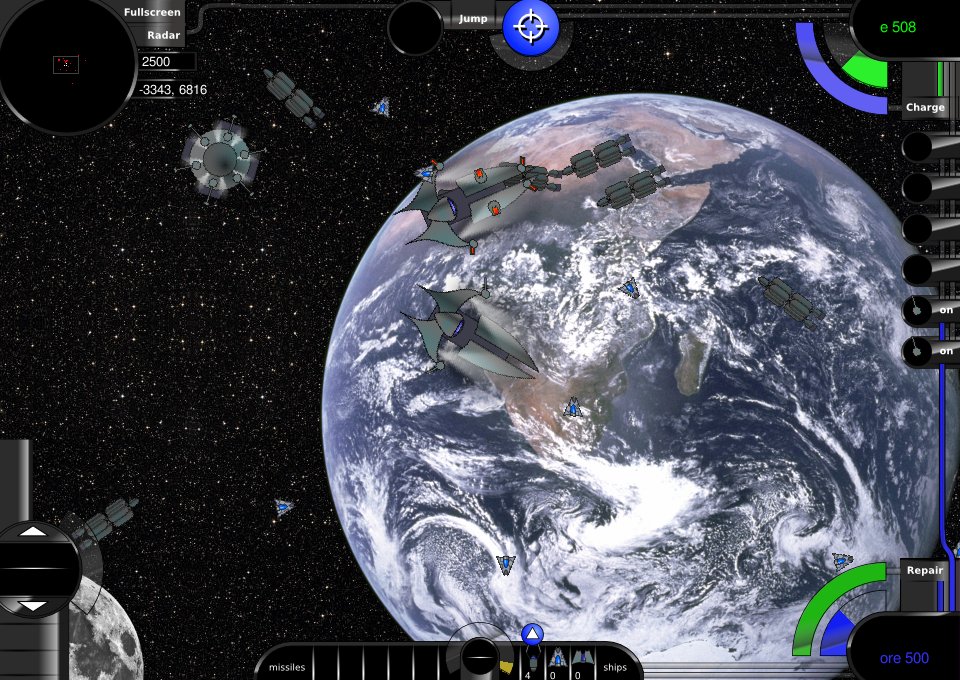 Fullscreen
Radar
2500
-3343, 6816
Jump
e 508
Charge
on
on
Repair
ore 500
missiles
4 0 0
ships